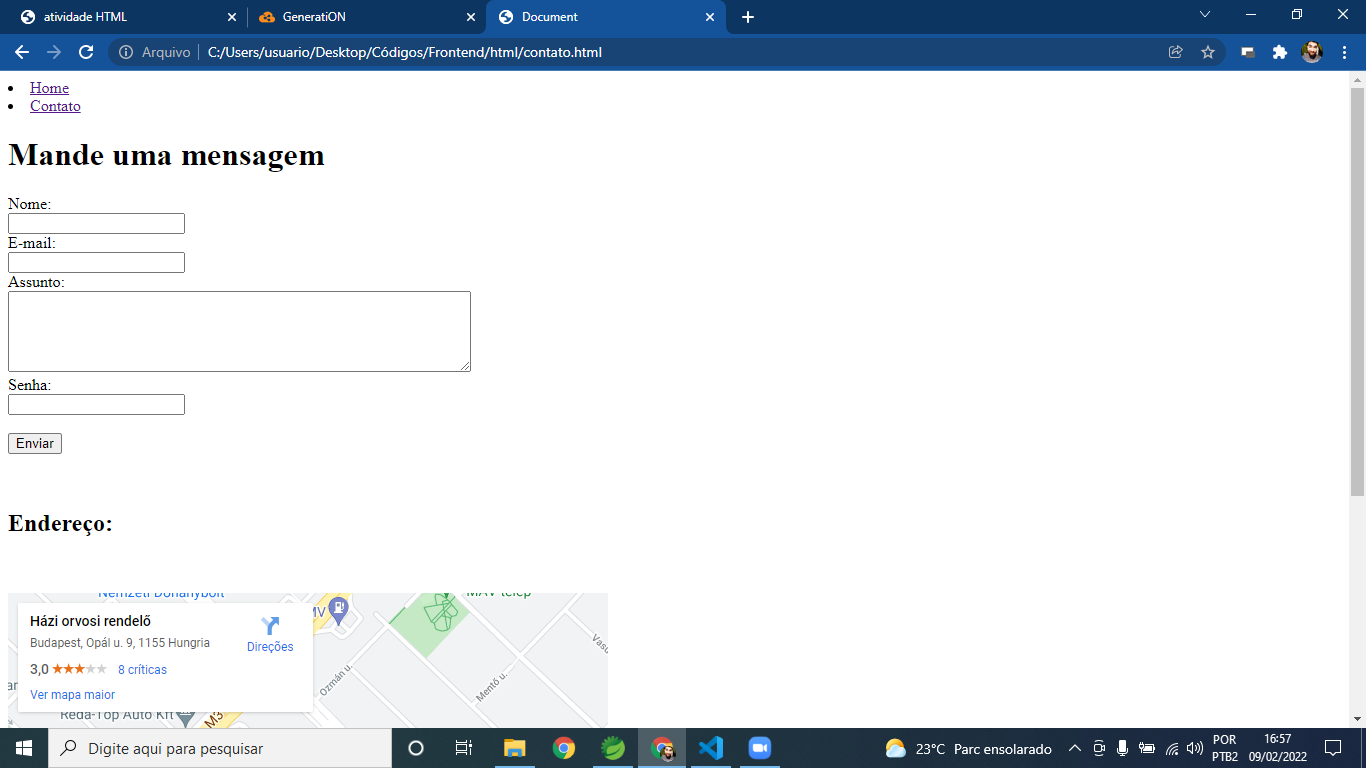 atividade HTML
GeneratiON
Document
Arquivo
C:/Users/usuario/Desktop/Códigos/Frontend/html/contato.html
Home
Contato
Mande uma mensagem
Nome:
E-mail:
Assunto:
Senha:
Enviar
Endereço:
Nemzeti Dohánybolt
MÁV telep
MV
Házi orvosi rendelő
Direções
Budapest, Opál u. 9, 1155 Hungria
3,0
8 críticas
Ver mapa maior
Ozmán u.
Mentő u.
Reda-Top Autó Kft
M3
Digite aqui para pesquisar
23°C Parc ensolarado
POR
PTB2
16:57
09/02/2022